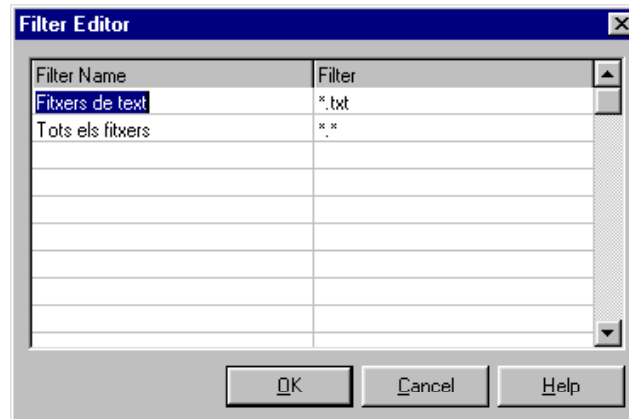 Filter Editor
Filter Name Filter
Fitxers de text *.txt
Tots els fitxers *.*
OK Cancel Help